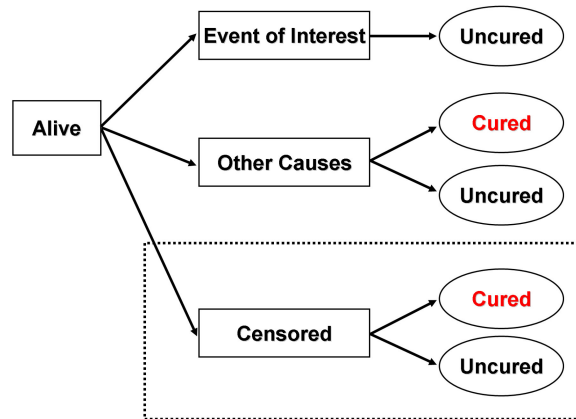 Event of Interest
Uncured
Alive
Cured
Other Causes
Uncured
Cured
Censored
Uncured